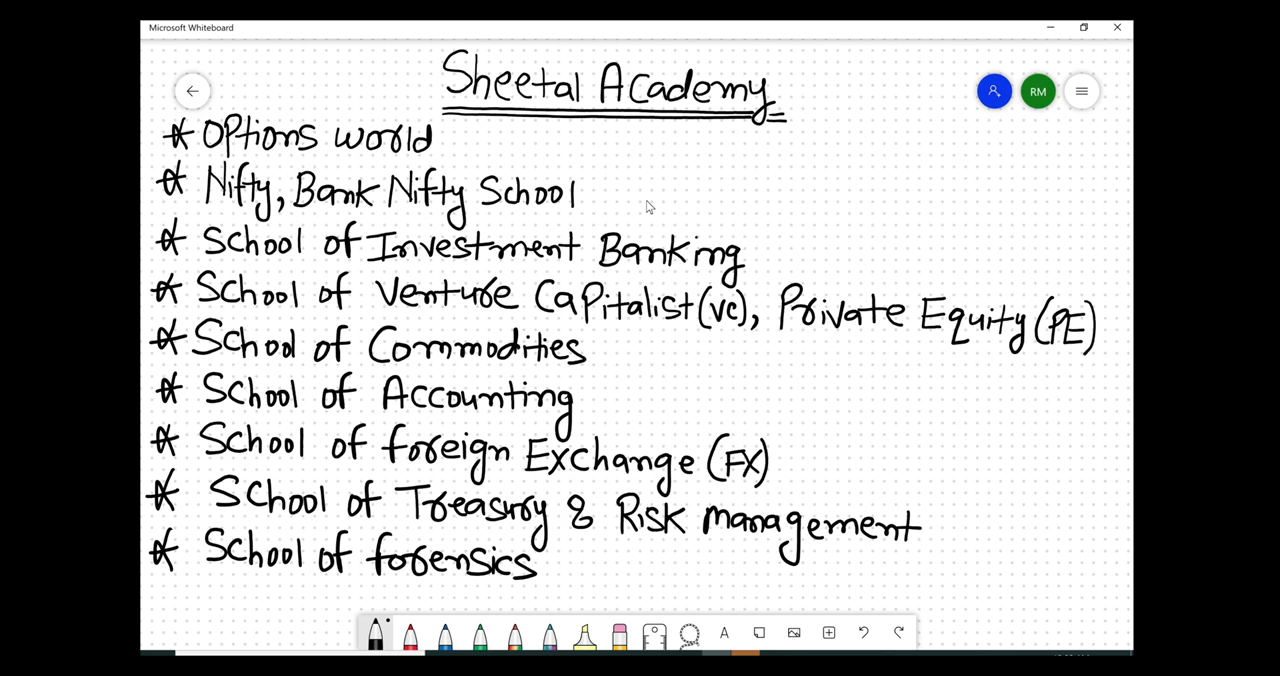 Microsoft Whiteboard
Sheetal Academy
RM
* Options world
* Nifty, Bank Nifty School
* School of Investment Banking
* School of Venture Capitalist (VC), Private Equity (PE)
* School of Commodities
* School of Accounting
* School of foreign Exchange (FX)
* School of Treasury & Risk management
* School of forensics
A